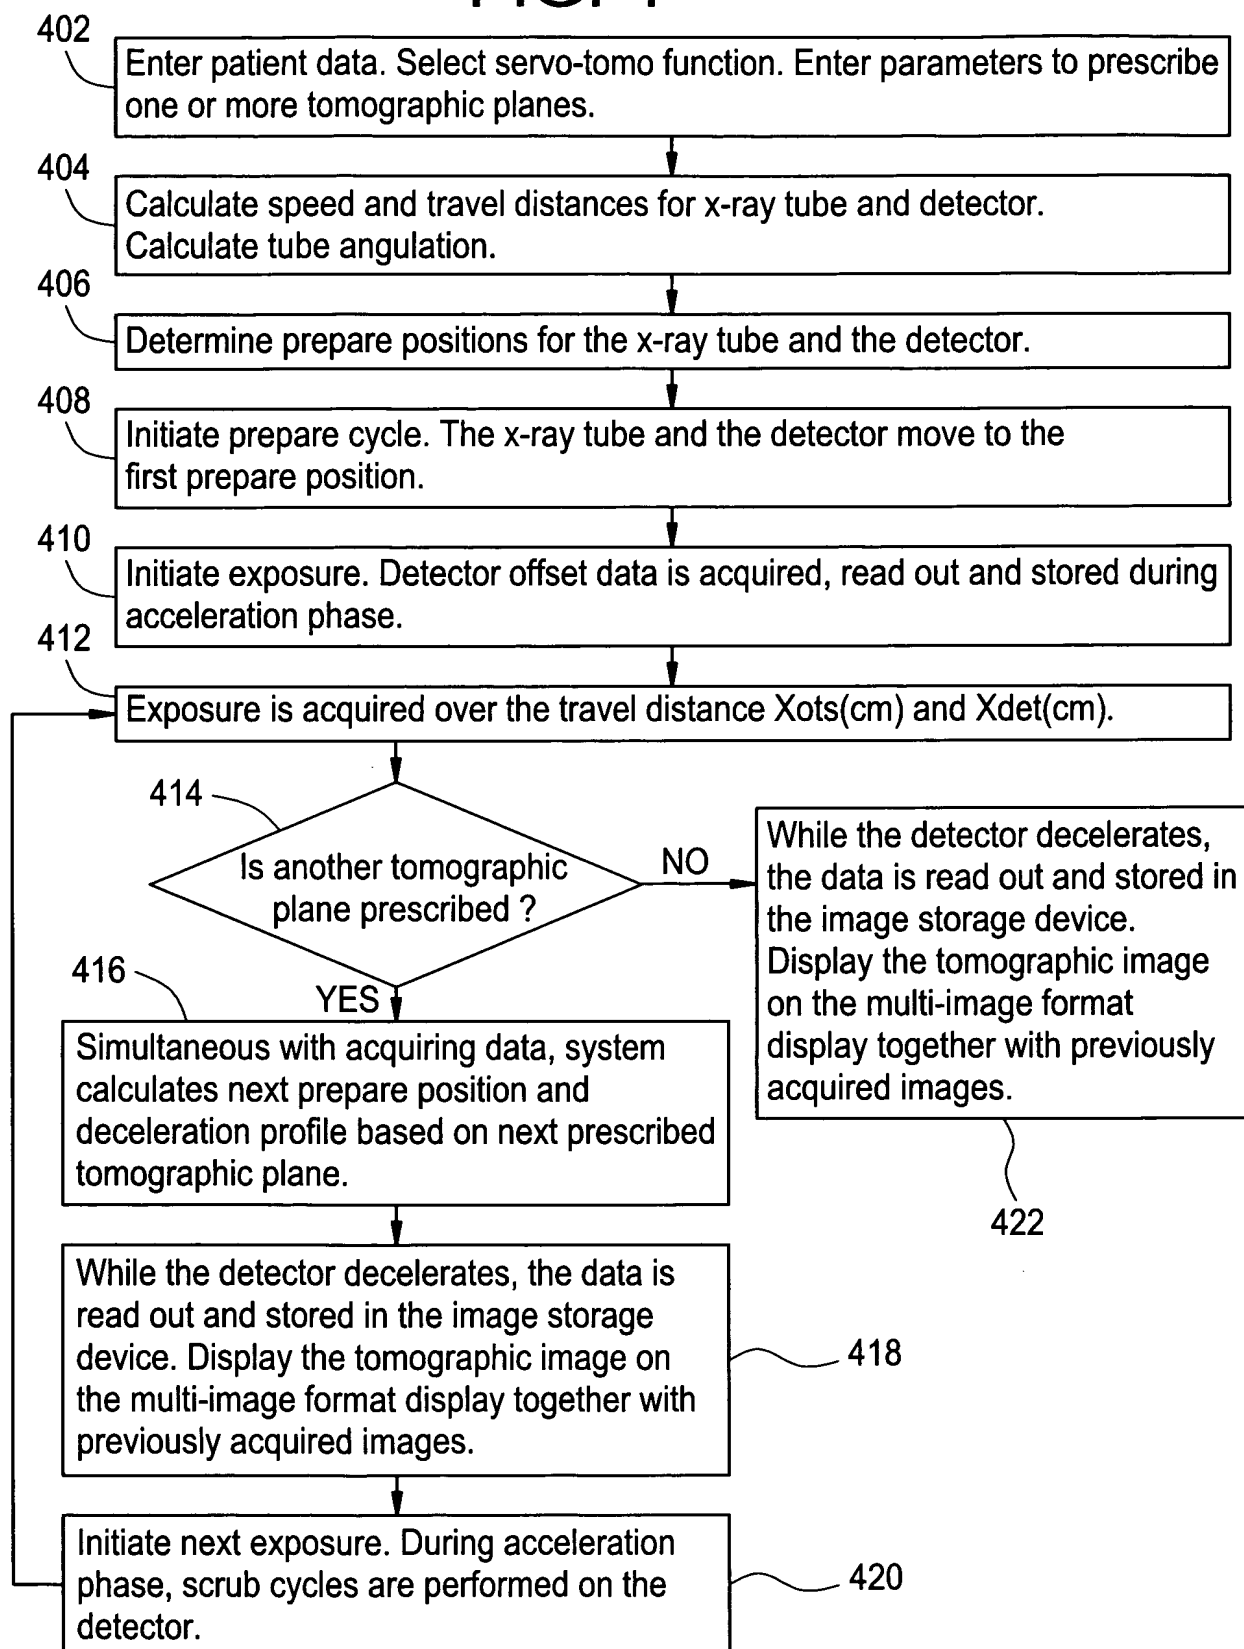 402
Enter patient data. Select servo-tomo function. Enter parameters to prescribe
one or more tomographic planes.
404
Calculate speed and travel distances for x-ray tube and detector.
Calculate tube angulation.
406
Determine prepare positions for the x-ray tube and the detector.
408
Initiate prepare cycle. The x-ray tube and the detector move to the
first prepare position.
410
Initiate exposure. Detector offset data is acquired, read out and stored during
acceleration phase.
412
Exposure is acquired over the travel distance Xots(cm) and Xdet(cm).
414
Is another tomographic
plane prescribed ?
NO
While the detector decelerates,
the data is read out and stored in
the image storage device.
Display the tomographic image
on the multi-image format
display together with previously
acquired images.
422
416
YES
Simultaneous with acquiring data, system
calculates next prepare position and
deceleration profile based on next prescribed
tomographic plane.
While the detector decelerates, the data is
read out and stored in the image storage
device. Display the tomographic image on
the multi-image format display together with
previously acquired images.
418
Initiate next exposure. During acceleration
phase, scrub cycles are performed on the
detector.
420